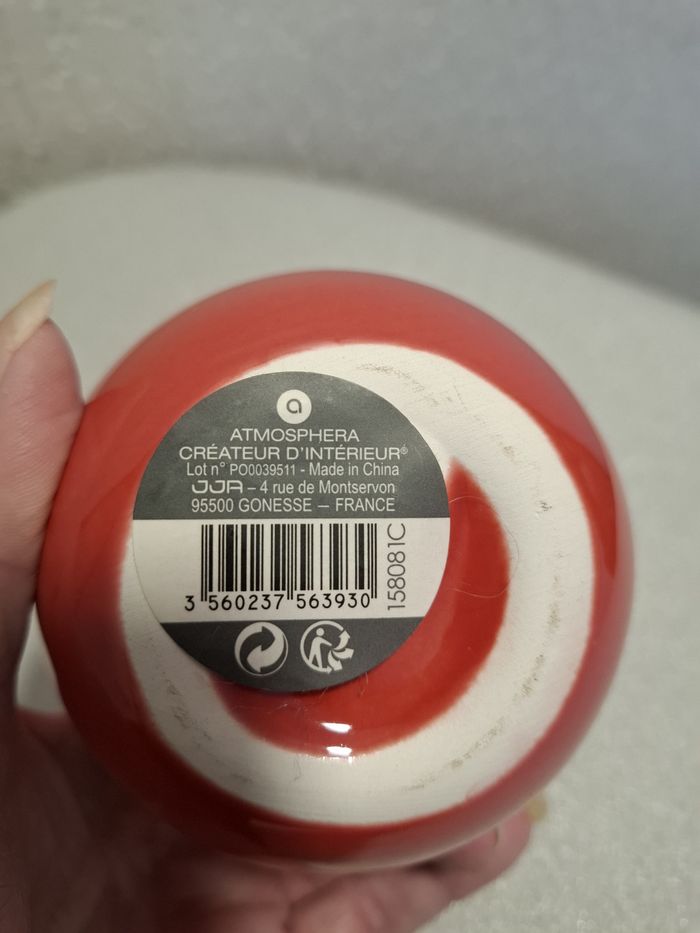 a
ATMOSPHERA
CRÉATEUR D'INTÉRIEUR®
Lot n° PO0039511 - Made in China
JJA – 4 rue de Montservon
95500 GONESSE – FRANCE
3 560237 563930
158081C